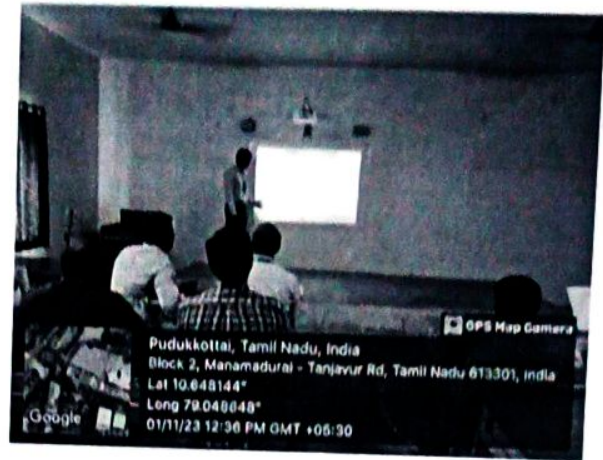 GPS Map Camera
Pudukkottai, Tamil Nadu, India
Block 2, Manamadurai - Tanjavur Rd, Tamil Nadu 613301, India
Lat 10.648144°
Long 79.048648°
01/11/23 12:36 PM GMT +05:30
Google